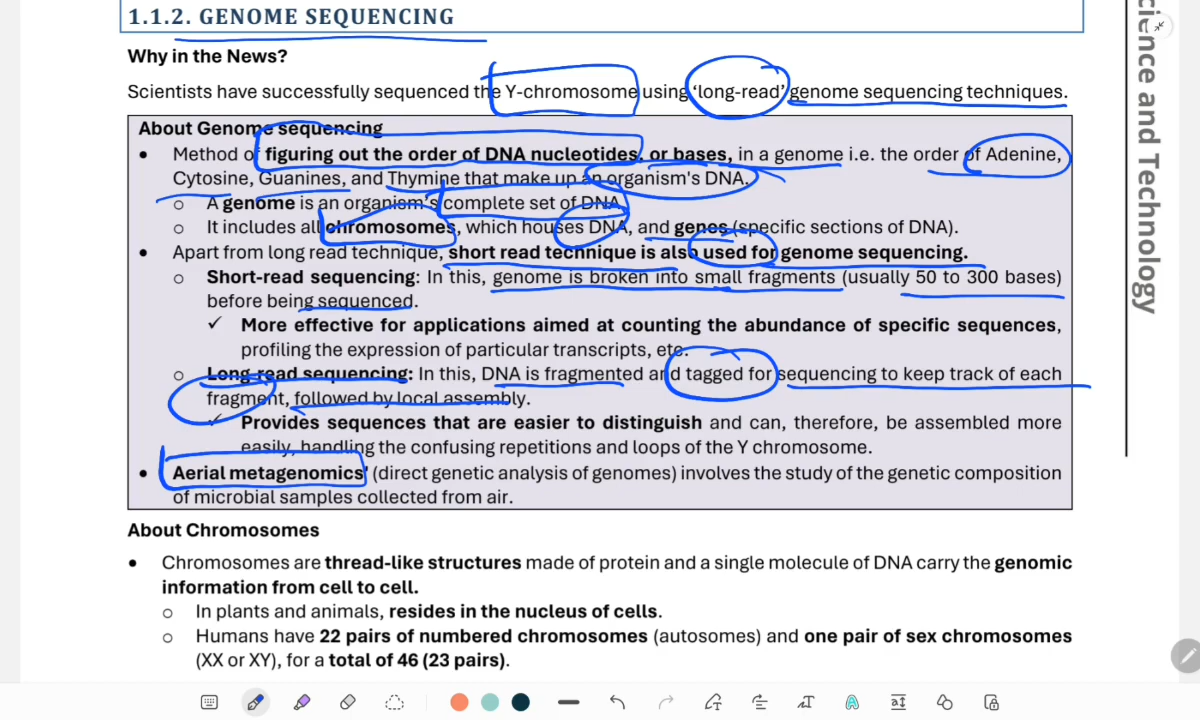 1.1.2. GENOME SEQUENCING
Why in the News?
Scientists have successfully sequenced the Y-chromosome using 'long-read' genome sequencing techniques.
About Genome sequencing
• Method of figuring out the order of DNA nucleotides, or bases, in a genome i.e. the order of Adenine,
Cytosine, Guanines, and Thymine that make up an organism's DNA.
o A genome is an organism's complete set of DNA.
o It includes all chromosomes, which houses DNA, and genes (specific sections of DNA).
• Apart from long read technique, short read technique is also used for genome sequencing.
o Short-read sequencing: In this, genome is broken into small fragments (usually 50 to 300 bases)
before being sequenced.
✓ More effective for applications aimed at counting the abundance of specific sequences,
profiling the expression of particular transcripts, etc.
o Long-read sequencing: In this, DNA is fragmented and tagged for sequencing to keep track of each
fragment, followed by local assembly.
✓ Provides sequences that are easier to distinguish and can, therefore, be assembled more
easily, handling the confusing repetitions and loops of the Y chromosome.
• Aerial metagenomics' (direct genetic analysis of genomes) involves the study of the genetic composition
of microbial samples collected from air.
About Chromosomes
• Chromosomes are thread-like structures made of protein and a single molecule of DNA carry the genomic
information from cell to cell.
o In plants and animals, resides in the nucleus of cells.
o Humans have 22 pairs of numbered chromosomes (autosomes) and one pair of sex chromosomes
(XX or XY), for a total of 46 (23 pairs).
and Technology